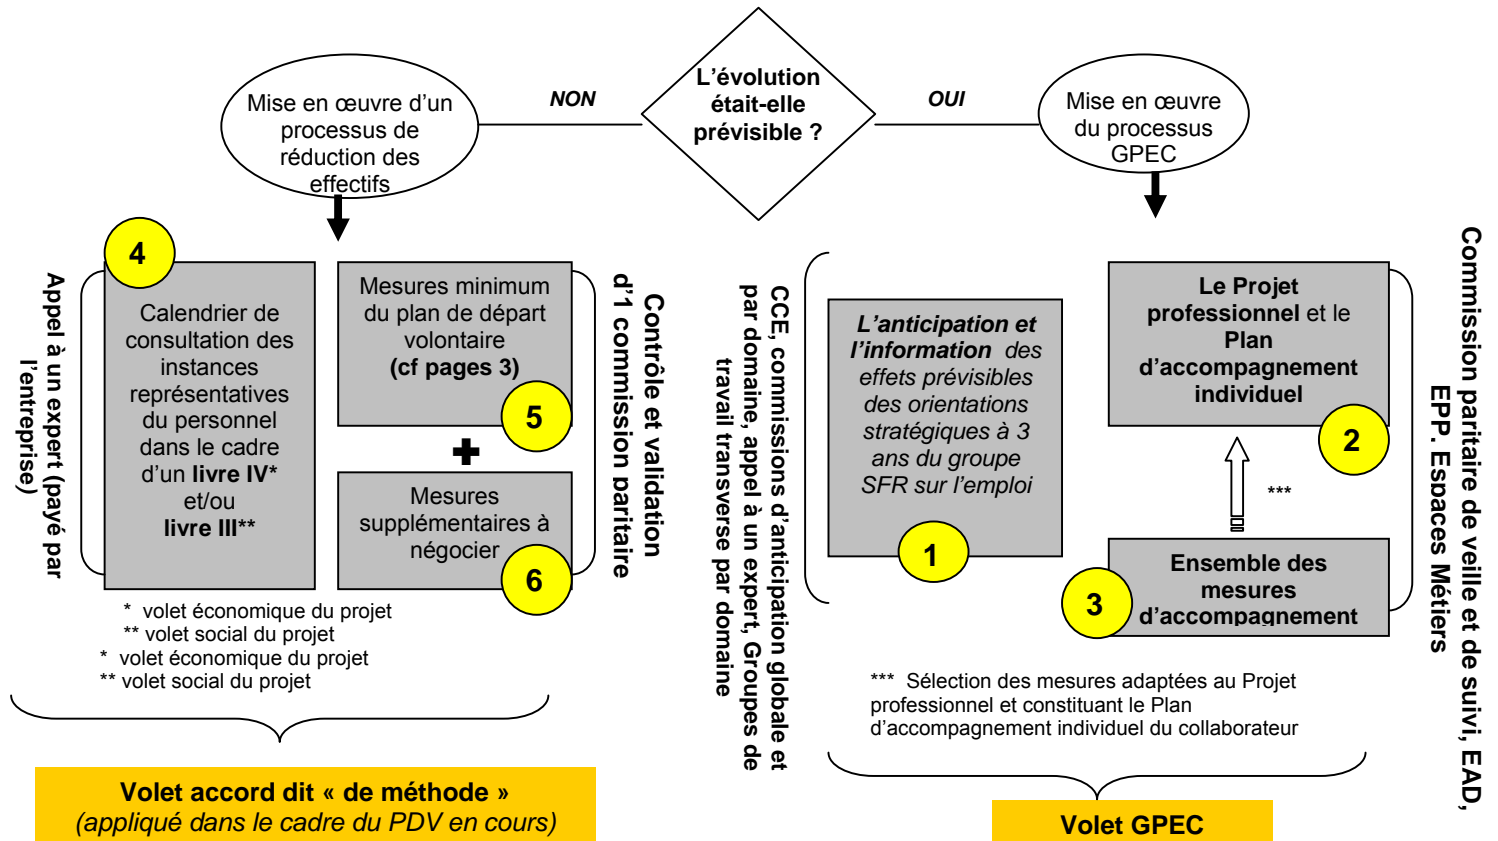 L'évolution
était-elle
prévisible ?
NON
OUI
Mise en œuvre d'un
processus de
réduction des
effectifs
Mise en œuvre
du processus
GPEC
Appel à un expert (payé par
l'entreprise)
4
Calendrier de
consultation des
instances
représentatives
du personnel
dans le cadre
d'un livre IV*
et/ou
livre III**
Mesures minimum
du plan de départ
volontaire
(cf pages 3)
5
Mesures
supplémentaires à
négocier
6
Contrôle et validation
d'1 commission paritaire
* volet économique du projet
** volet social du projet
* volet économique du projet
** volet social du projet
Volet accord dit « de méthode »
(appliqué dans le cadre du PDV en cours)
CCE, commissions d'anticipation globale et
par domaine, appel à un expert, Groupes de
travail transverse par domaine
L'anticipation et
l'information des
effets prévisibles
des orientations
stratégiques à 3
ans du groupe
SFR sur l'emploi
1
Le Projet
professionnel et le
Plan
d'accompagnement
individuel
2
***
3
Ensemble des
mesures
d'accompagnement
Commission paritaire de veille et de suivi, EAD,
EPP. Espaces Métiers
*** Sélection des mesures adaptées au Projet
professionnel et constituant le Plan
d'accompagnement individuel du collaborateur
Volet GPEC